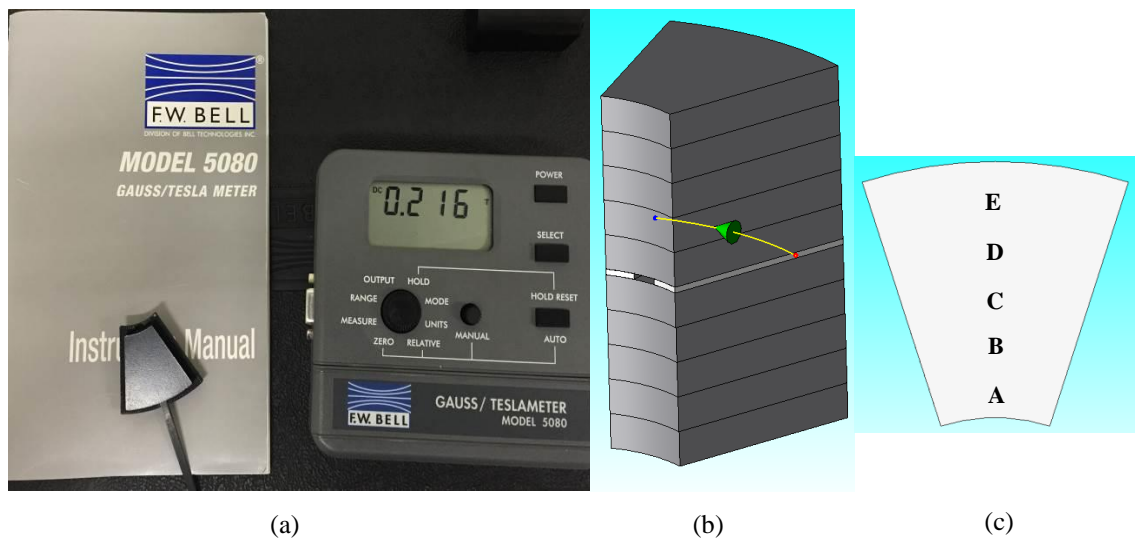 F.W. BELL
®
DIVISION OF BELL TECHNOLOGIES INC
MODEL 5080
GAUSS/TESLA METER
Instru Manual
DC 0.216 T
POWER
SELECT
OUTPUT HOLD
RANGE MODE
HOLD RESET
MEASURE UNITS
MANUAL AUTO
ZERO RELATIVE
F.W. BELL
GAUSS / TESLAMETER
MODEL 5080
E
D
C
B
A
(a) (b) (c)